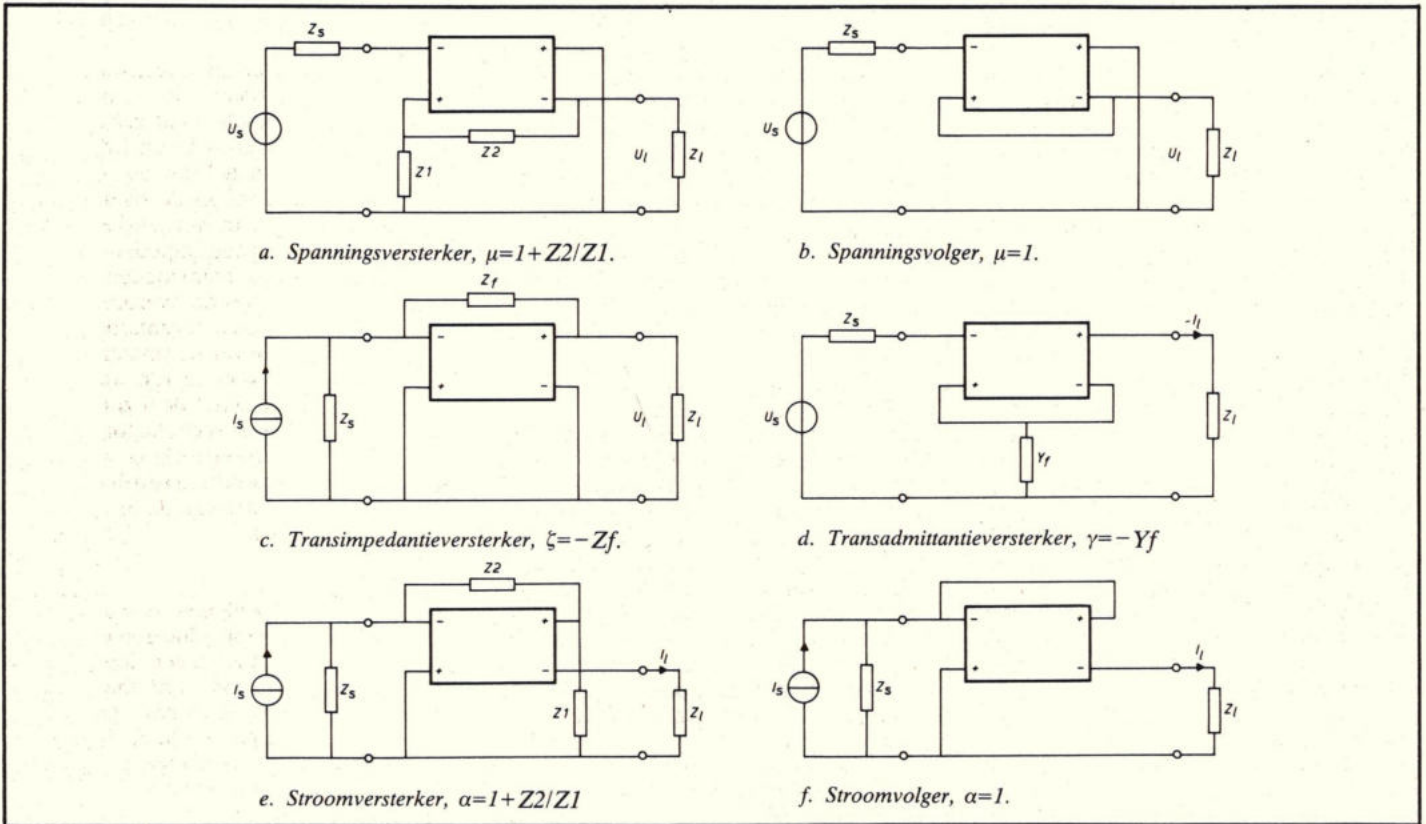 Zs
- +
+ -
Us
Z2
Z1
Ul
Zl
a. Spanningsversterker, μ=1+Z2/Z1.
Zs
- +
+ -
Us
Ul
Zl
b. Spanningsvolger, μ=1.
Zf
- +
+ -
Is
Zs
Ul
Zl
c. Transimpedantieversterker, ζ=-Zf.
Zs
- +
+ -
-Il
Us
Yf
Zl
d. Transadmittantieversterker, γ=-Yf
Z2
- +
+ -
Il
Is
Zs
Z1
Zl
e. Stroomversterker, α=1+Z2/Z1
- +
+ -
Il
Is
Zs
Zl
f. Stroomvolger, α=1.